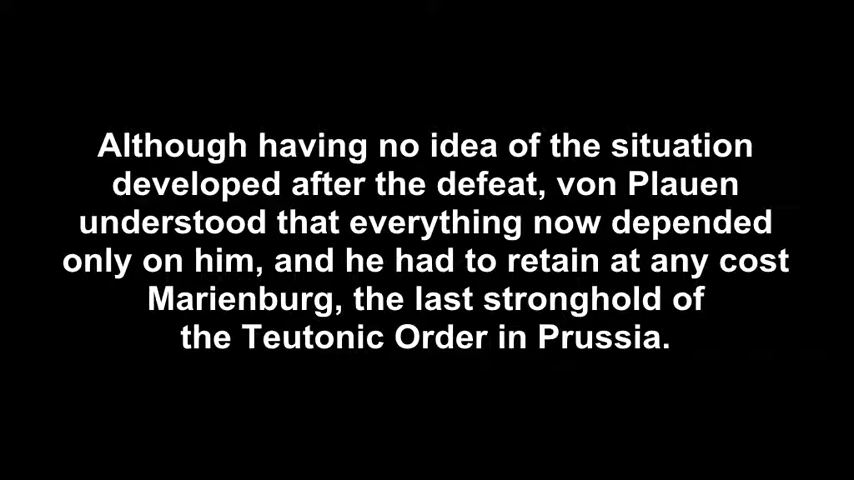 Although having no idea of the situation
developed after the defeat, von Plauen
understood that everything now depended
only on him, and he had to retain at any cost
Marienburg, the last stronghold of
the Teutonic Order in Prussia.